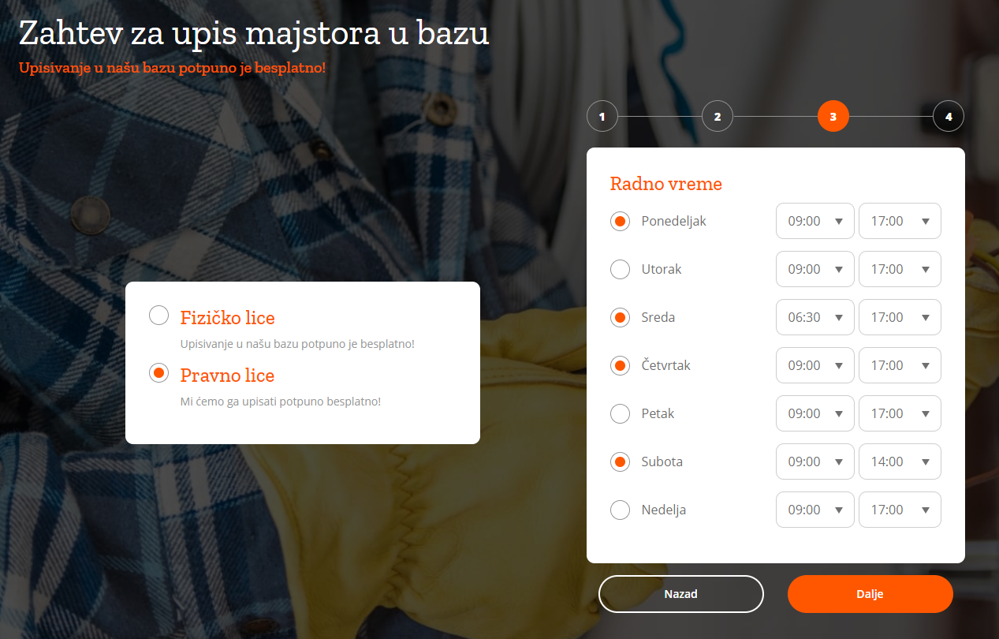 Zahtev za upis majstora u bazu
Upisivanje u našu bazu potpuno je besplatno!
1 2 3 4
Fizičko lice
Upisivanje u našu bazu potpuno je besplatno!
Pravno lice
Mi ćemo ga upisati potpuno besplatno!
Radno vreme
Ponedeljak 09:00 17:00
Utorak 09:00 17:00
Sreda 06:30 17:00
Četvrtak 09:00 17:00
Petak 09:00 17:00
Subota 09:00 14:00
Nedelja 09:00 17:00
Nazad Dalje